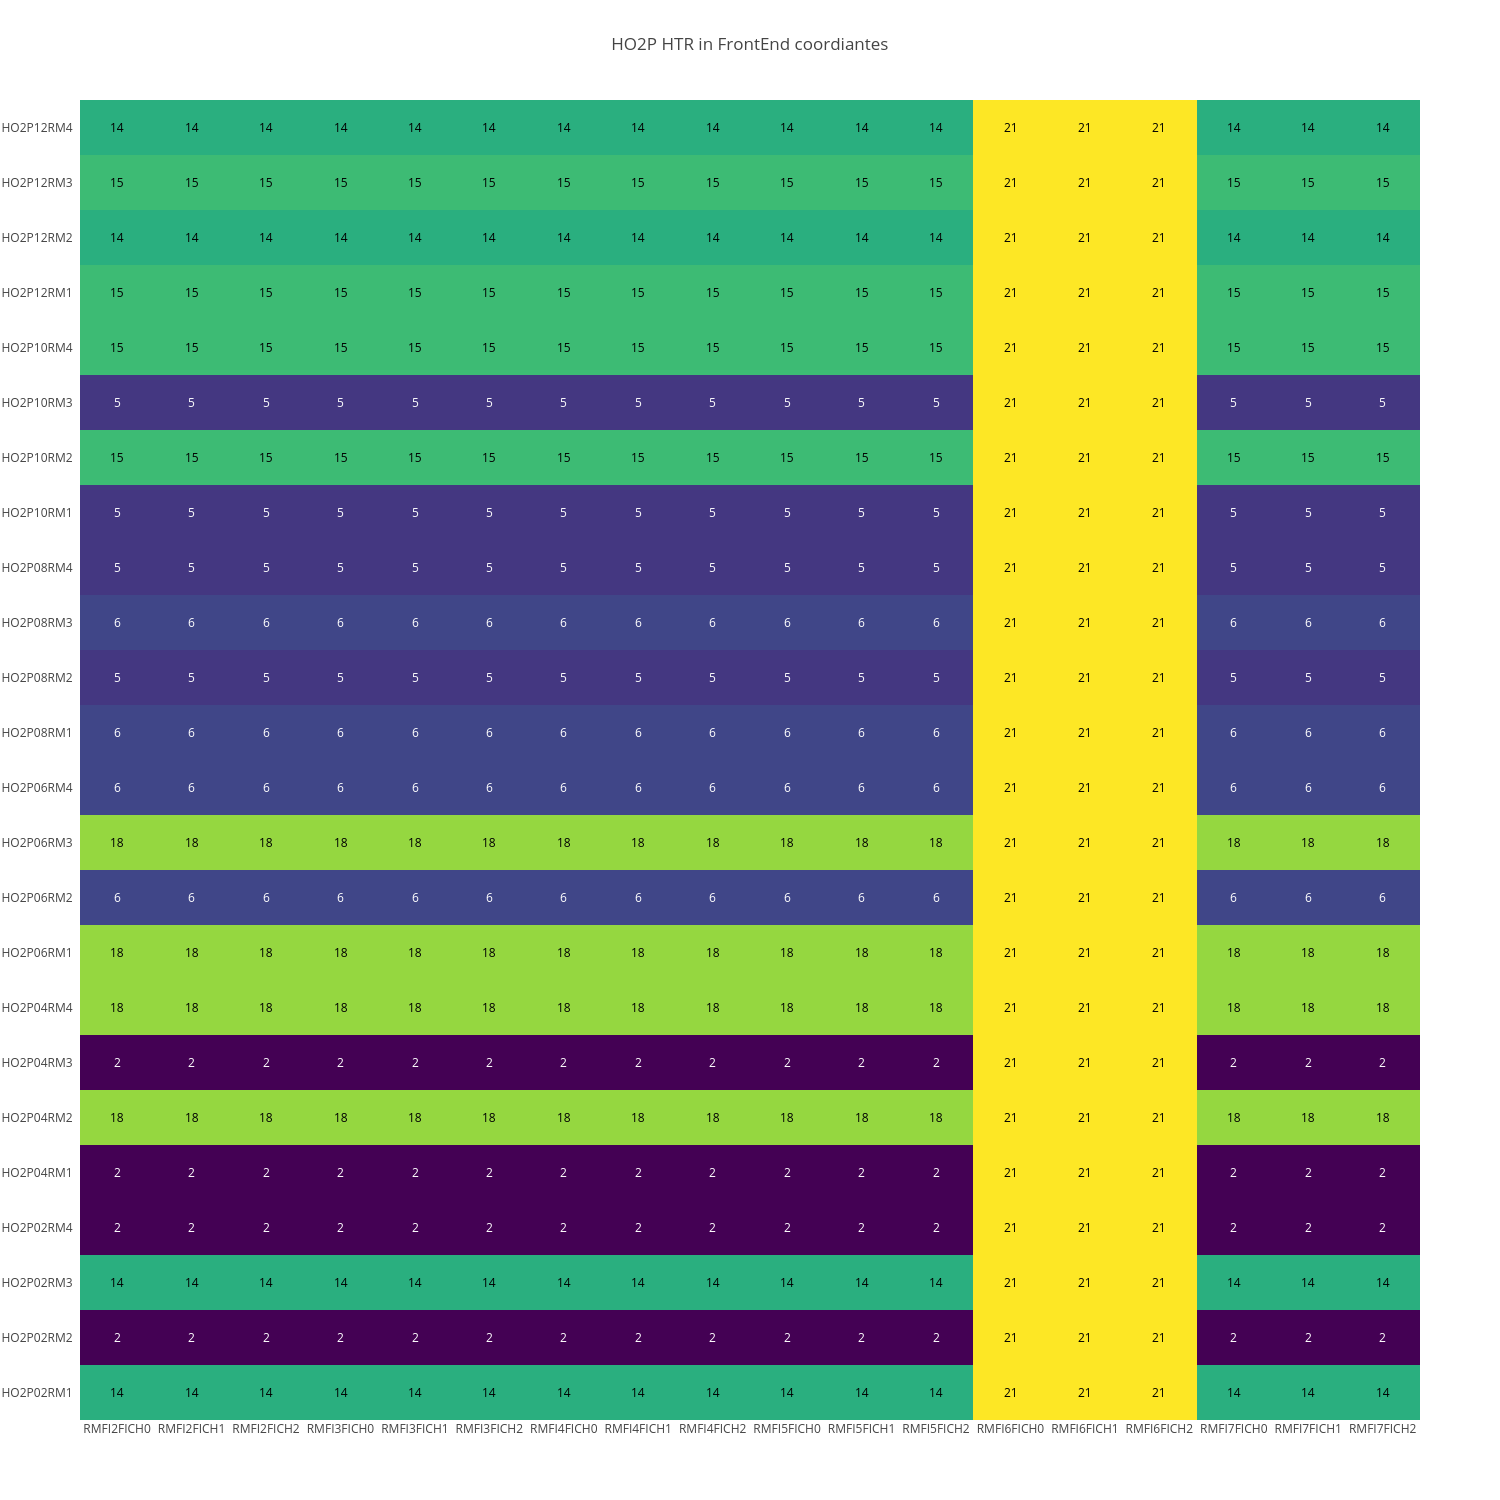 HO2P HTR in FrontEnd coordiantes
HO2P12RM4 14 14 14 14 14 14 14 14 14 14 14 14 21 21 21 14 14 14
HO2P12RM3 15 15 15 15 15 15 15 15 15 15 15 15 21 21 21 15 15 15
HO2P12RM2 14 14 14 14 14 14 14 14 14 14 14 14 21 21 21 14 14 14
HO2P12RM1 15 15 15 15 15 15 15 15 15 15 15 15 21 21 21 15 15 15
HO2P10RM4 15 15 15 15 15 15 15 15 15 15 15 15 21 21 21 15 15 15
HO2P10RM3 5 5 5 5 5 5 5 5 5 5 5 5 21 21 21 5 5 5
HO2P10RM2 15 15 15 15 15 15 15 15 15 15 15 15 21 21 21 15 15 15
HO2P10RM1 5 5 5 5 5 5 5 5 5 5 5 5 21 21 21 5 5 5
HO2P08RM4 5 5 5 5 5 5 5 5 5 5 5 5 21 21 21 5 5 5
HO2P08RM3 6 6 6 6 6 6 6 6 6 6 6 6 21 21 21 6 6 6
HO2P08RM2 5 5 5 5 5 5 5 5 5 5 5 5 21 21 21 5 5 5
HO2P08RM1 6 6 6 6 6 6 6 6 6 6 6 6 21 21 21 6 6 6
HO2P06RM4 6 6 6 6 6 6 6 6 6 6 6 6 21 21 21 6 6 6
HO2P06RM3 18 18 18 18 18 18 18 18 18 18 18 18 21 21 21 18 18 18
HO2P06RM2 6 6 6 6 6 6 6 6 6 6 6 6 21 21 21 6 6 6
HO2P06RM1 18 18 18 18 18 18 18 18 18 18 18 18 21 21 21 18 18 18
HO2P04RM4 18 18 18 18 18 18 18 18 18 18 18 18 21 21 21 18 18 18
HO2P04RM3 2 2 2 2 2 2 2 2 2 2 2 2 21 21 21 2 2 2
HO2P04RM2 18 18 18 18 18 18 18 18 18 18 18 18 21 21 21 18 18 18
HO2P04RM1 2 2 2 2 2 2 2 2 2 2 2 2 21 21 21 2 2 2
HO2P02RM4 2 2 2 2 2 2 2 2 2 2 2 2 21 21 21 2 2 2
HO2P02RM3 14 14 14 14 14 14 14 14 14 14 14 14 21 21 21 14 14 14
HO2P02RM2 2 2 2 2 2 2 2 2 2 2 2 2 21 21 21 2 2 2
HO2P02RM1 14 14 14 14 14 14 14 14 14 14 14 14 21 21 21 14 14 14
RMFI2FICH0 RMFI2FICH1 RMFI2FICH2 RMFI3FICH0 RMFI3FICH1 RMFI3FICH2 RMFI4FICH0 RMFI4FICH1 RMFI4FICH2 RMFI5FICH0 RMFI5FICH1 RMFI5FICH2 RMFI6FICH0 RMFI6FICH1 RMFI6FICH2 RMFI7FICH0 RMFI7FICH1 RMFI7FICH2